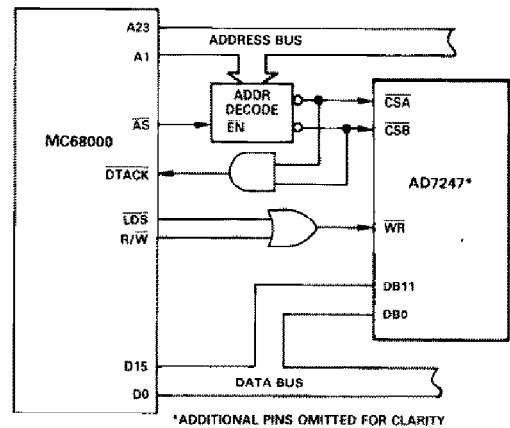 A23
ADDRESS BUS
A1
ADDR
DECODE
CSA
AS
EN
CSB
MC68000
DTACK
AD7247*
LDS
R/W
WR
DB11
DB0
D15
DATA BUS
D0
*ADDITIONAL PINS OMITTED FOR CLARITY